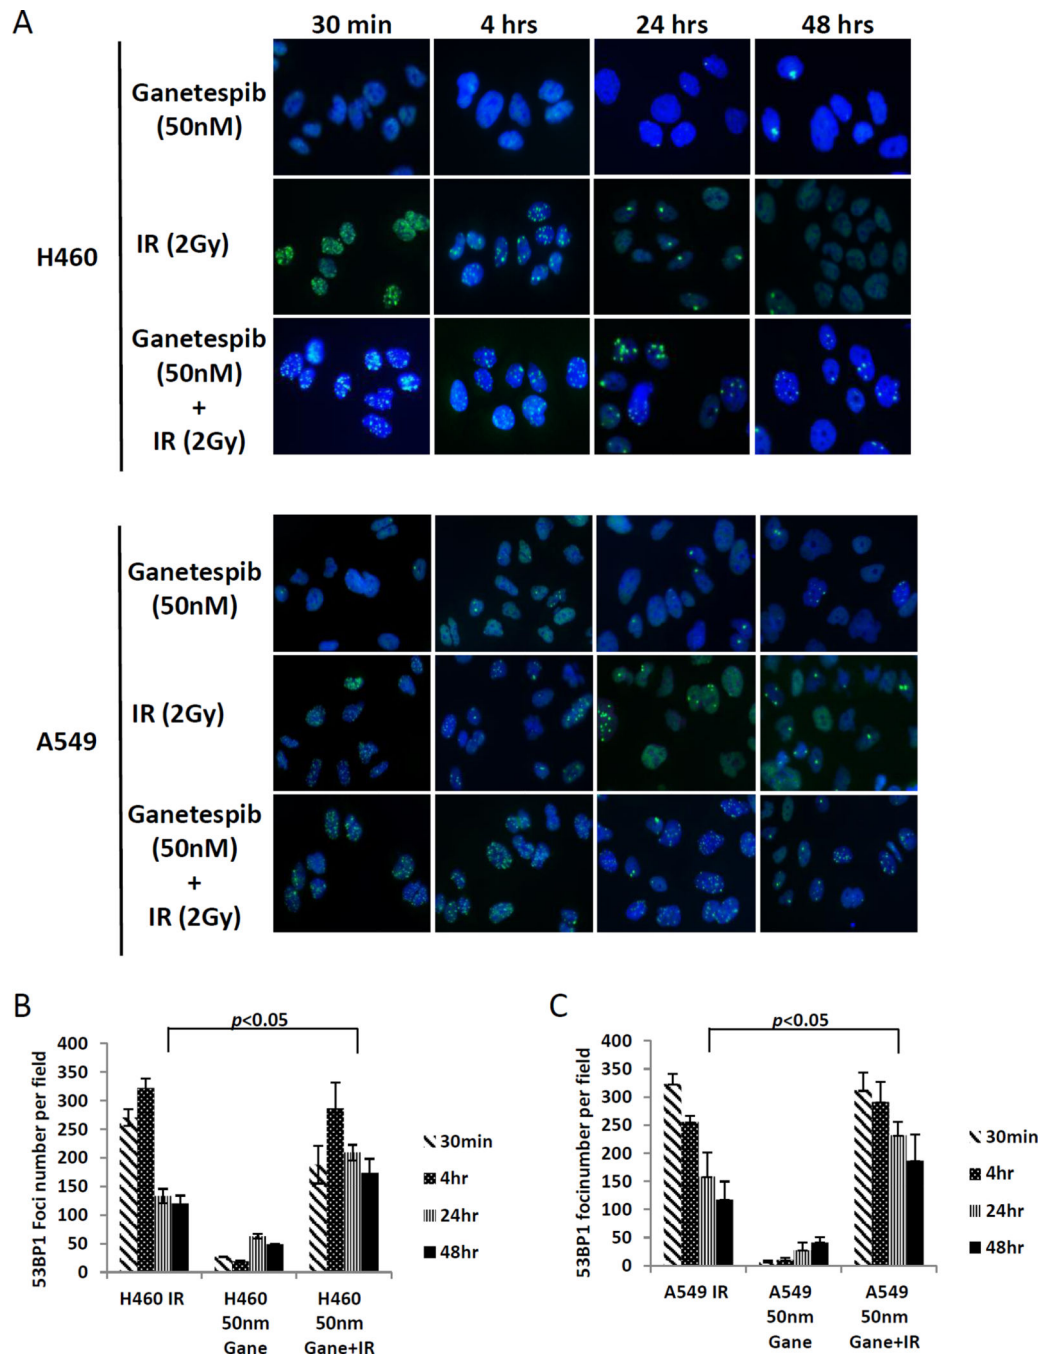 A
30 min 4 hrs 24 hrs 48 hrs
H460
Ganetespib
(50nM)
IR (2Gy)
Ganetespib
(50nM)
+
IR (2Gy)
A549
Ganetespib
(50nM)
IR (2Gy)
Ganetespib
(50nM)
+
IR (2Gy)
B
p<0.05
53BP1 Foci number per field
400
350
300
250
200
150
100
50
0
H460 IR
H460
50nm
Gane
H460
50nm
Gane+IR
30min
4hr
24hr
48hr
C
p<0.05
53BP1 focinumber per field
400
350
300
250
200
150
100
50
0
A549 IR
A549
50nm
Gane
A549
50nm
Gane+IR
30min
4hr
24hr
48hr